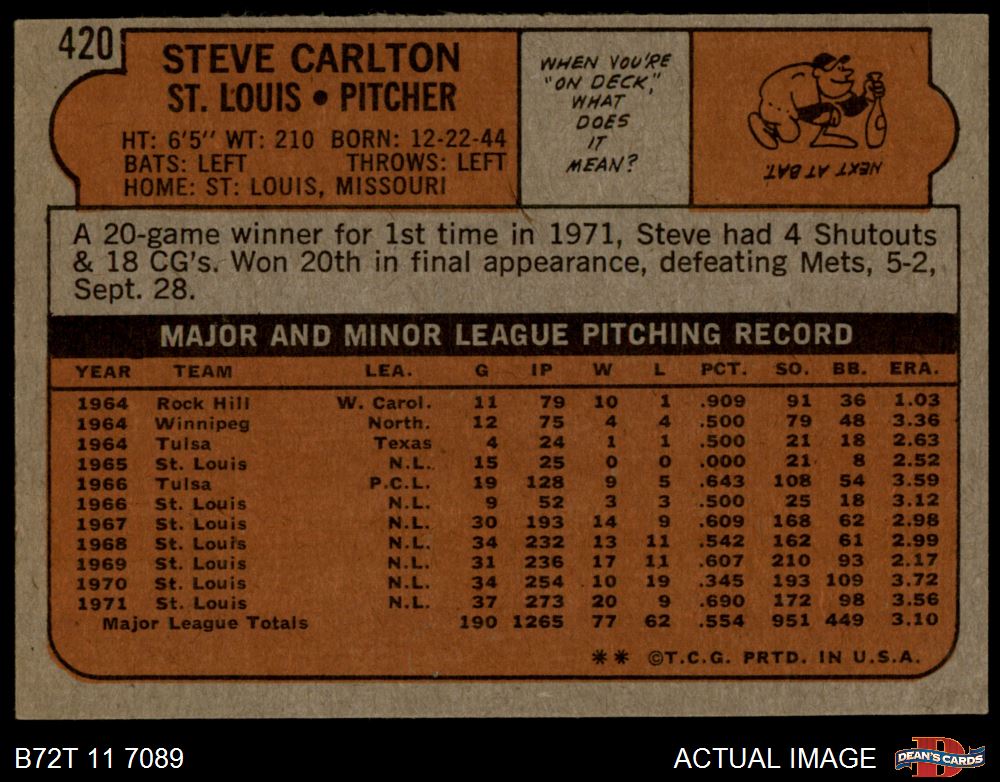 420
STEVE CARLTON
ST. LOUIS • PITCHER
HT: 6'5" WT: 210 BORN: 12-22-44
BATS: LEFT THROWS: LEFT
HOME: ST: LOUIS, MISSOURI
WHEN YOU'RE
"ON DECK,"
WHAT
DOES
IT
MEAN?
NEXT AT BAT.
A 20-game winner for 1st time in 1971, Steve had 4 Shutouts
& 18 CG's. Won 20th in final appearance, defeating Mets, 5-2,
Sept. 28.
MAJOR AND MINOR LEAGUE PITCHING RECORD
YEAR TEAM LEA. G IP W L PCT. SO. BB. ERA.
1964 Rock Hill W. Carol. 11 79 10 1 .909 91 36 1.03
1964 Winnipeg North. 12 75 4 4 .500 79 48 3.36
1964 Tulsa Texas 4 24 1 1 .500 21 18 2.63
1965 St. Louis N.L. 15 25 0 0 .000 21 8 2.52
1966 Tulsa P.C.L. 19 128 9 5 .643 108 54 3.59
1966 St. Louis N.L. 9 52 3 3 .500 25 18 3.12
1967 St. Louis N.L. 30 193 14 9 .609 168 62 2.98
1968 St. Louis N.L. 34 232 13 11 .542 162 61 2.99
1969 St. Louis N.L. 31 236 17 11 .607 210 93 2.17
1970 St. Louis N.L. 34 254 10 19 .345 193 109 3.72
1971 St. Louis N.L. 37 273 20 9 .690 172 98 3.56
Major League Totals 190 1265 77 62 .554 951 449 3.10
** ©T.C.G. PRTD. IN U.S.A.
B72T 11 7089
ACTUAL IMAGE
D
DEAN'S CARDS